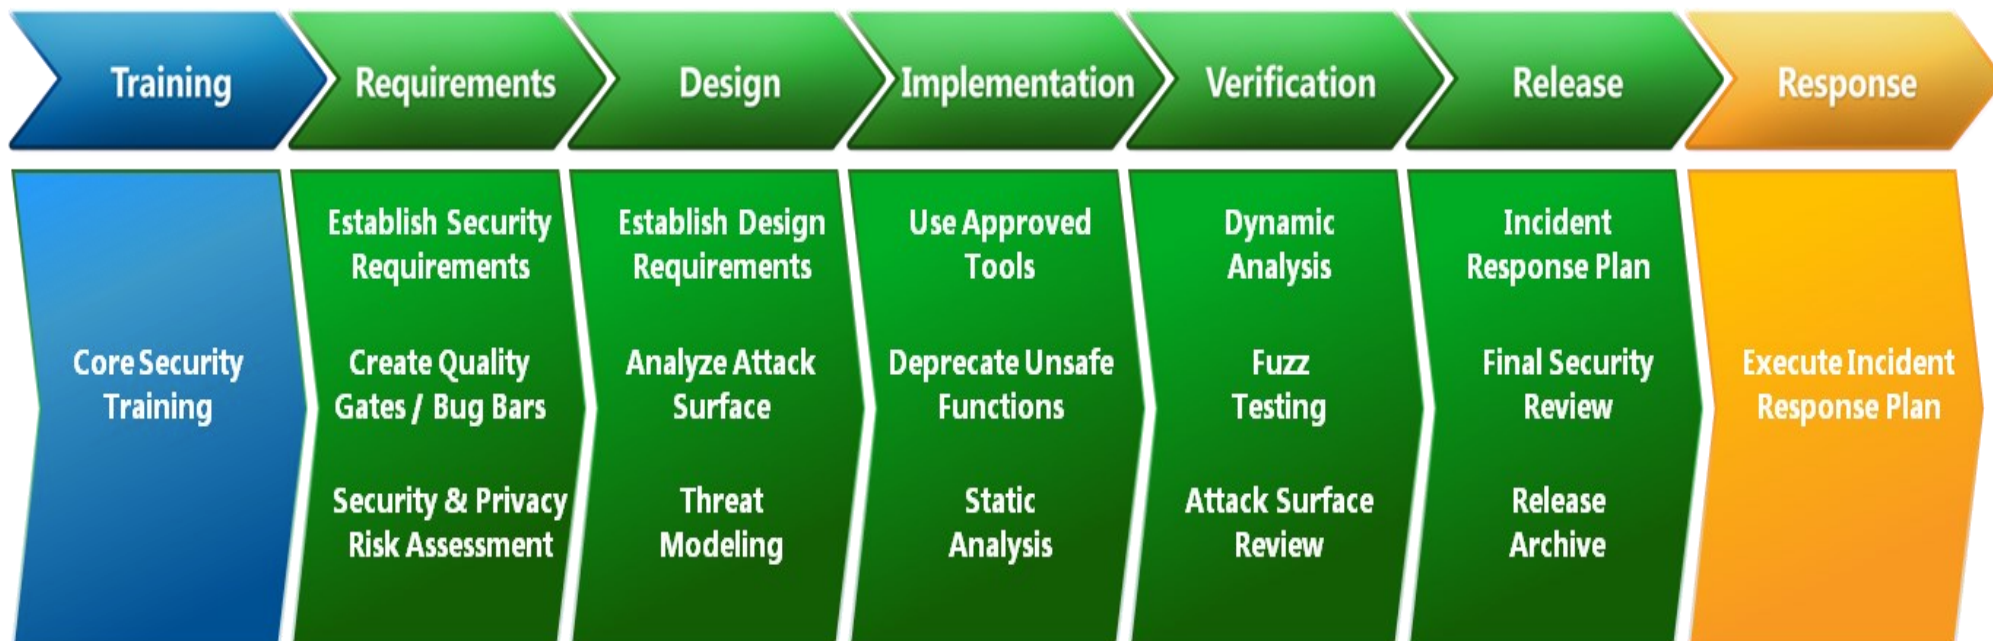 Training
Requirements
Design
Implementation
Verification
Release
Response
Core Security
Training
Establish Security
Requirements
Create Quality
Gates / Bug Bars
Security & Privacy
Risk Assessment
Establish Design
Requirements
Analyze Attack
Surface
Threat
Modeling
Use Approved
Tools
Deprecate Unsafe
Functions
Static
Analysis
Dynamic
Analysis
Fuzz
Testing
Attack Surface
Review
Incident
Response Plan
Final Security
Review
Release
Archive
Execute Incident
Response Plan